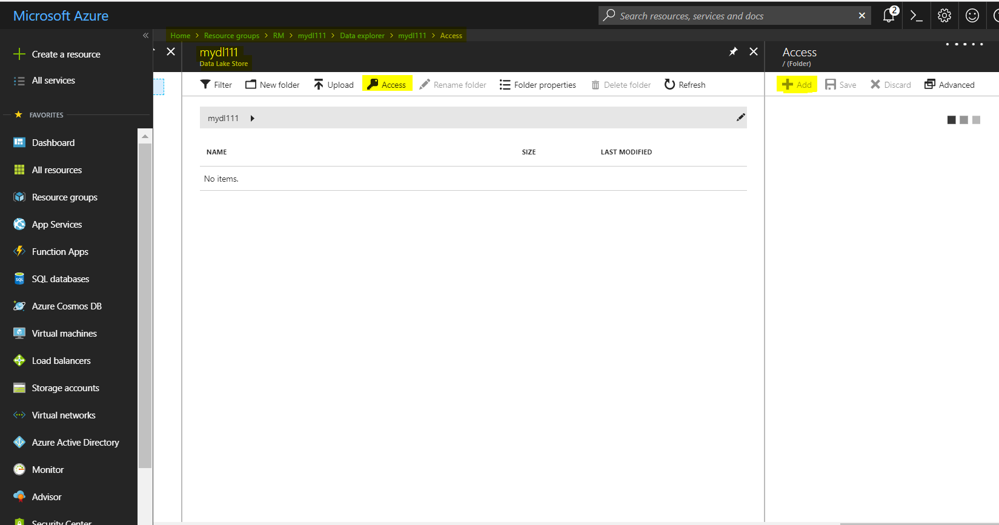 Microsoft Azure
Search resources, services and docs
2
Home > Resource groups > RM > mydl111 > Data explorer > mydl111 > Access
Create a resource
All services
FAVORITES
Dashboard
All resources
Resource groups
App Services
Function Apps
SQL databases
Azure Cosmos DB
Virtual machines
Load balancers
Storage accounts
Virtual networks
Azure Active Directory
Monitor
Advisor
Security Center
mydl111
Data Lake Store
Filter New folder Upload Access Rename folder Folder properties Delete folder Refresh
mydl111
NAME SIZE LAST MODIFIED
No items.
Access
/ (Folder)
Add Save Discard Advanced